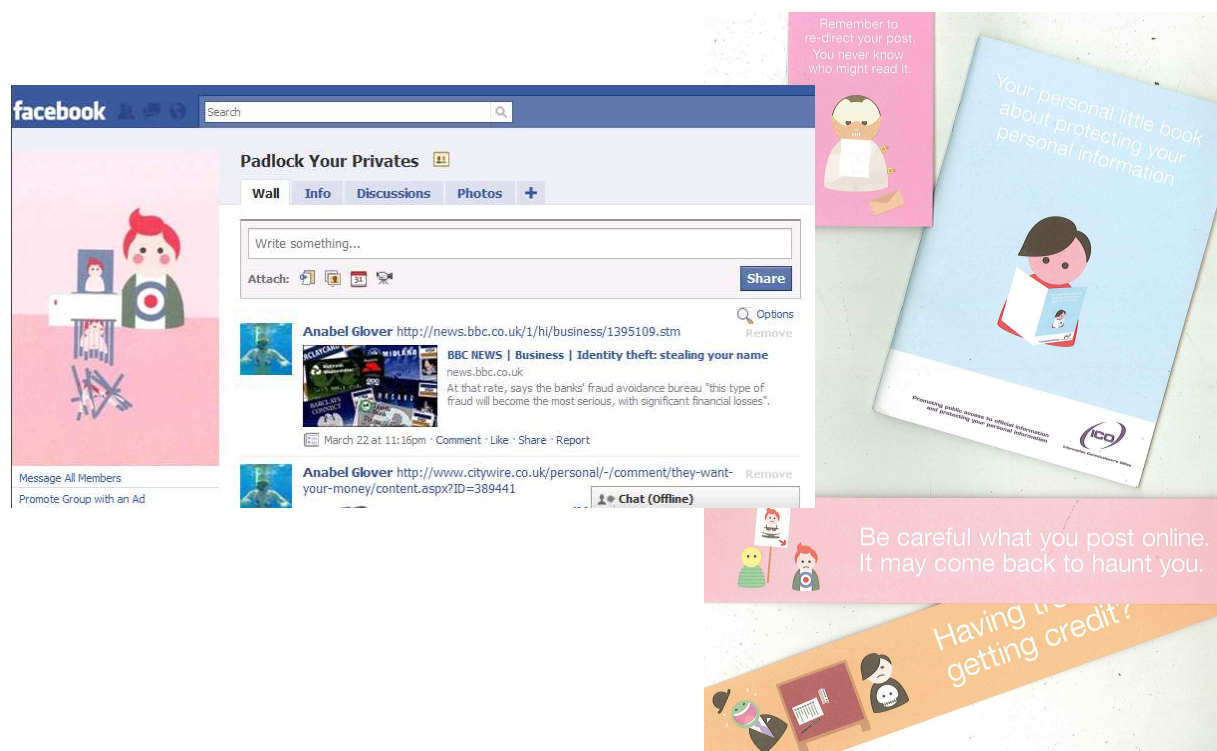 Remember to
re-direct your post.
You never know
who might read it.
Your personal little book
about protecting your
personal information
Promoting public access to official information
and protecting your personal information
ICO
Information Commissioner's Office
facebook
Search
Padlock Your Privates
Wall Info Discussions Photos +
Write something...
Attach: 31 Share
Options
Anabel Glover http://news.bbc.co.uk/1/hi/business/1395109.stm Remove
BARCLAYCARD MIDLAND
BARCLAYS
CONNECT
BBC NEWS | Business | Identity theft: stealing your name
news.bbc.co.uk
At that rate, says the banks' fraud avoidance bureau "this type of
fraud will become the most serious, with significant financial losses".
March 22 at 11:16pm · Comment · Like · Share · Report
Anabel Glover http://www.citywire.co.uk/personal/-/comment/they-want-
your-money/content.aspx?ID=389441 Remove
Message All Members
Promote Group with an Ad
Chat (Offline)
Be careful what you post online.
It may come back to haunt you.
Having
getting credit?